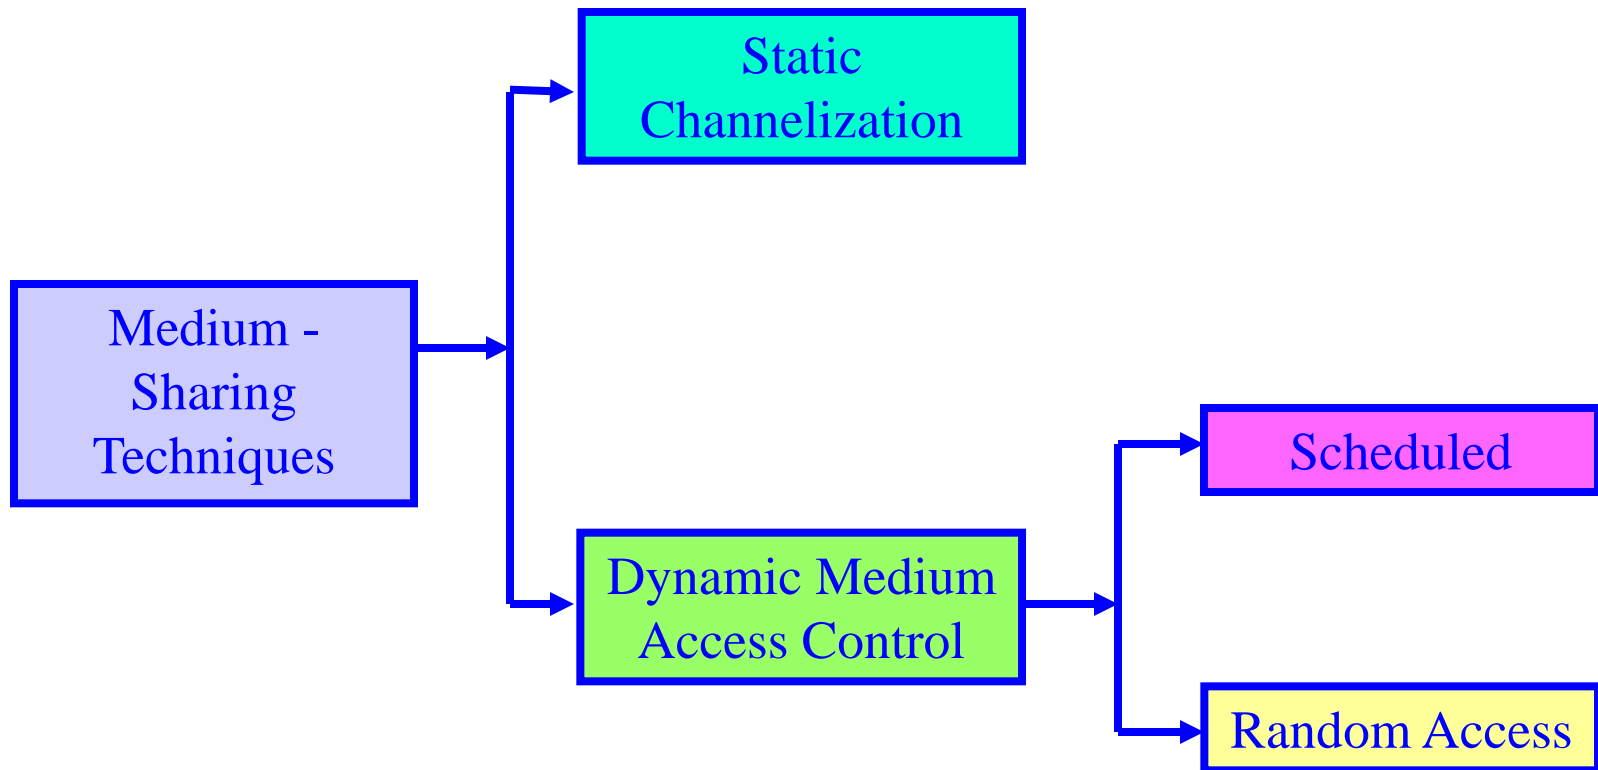 Static
Channelization
Medium -
Sharing
Techniques
Scheduled
Dynamic Medium
Access Control
Random Access